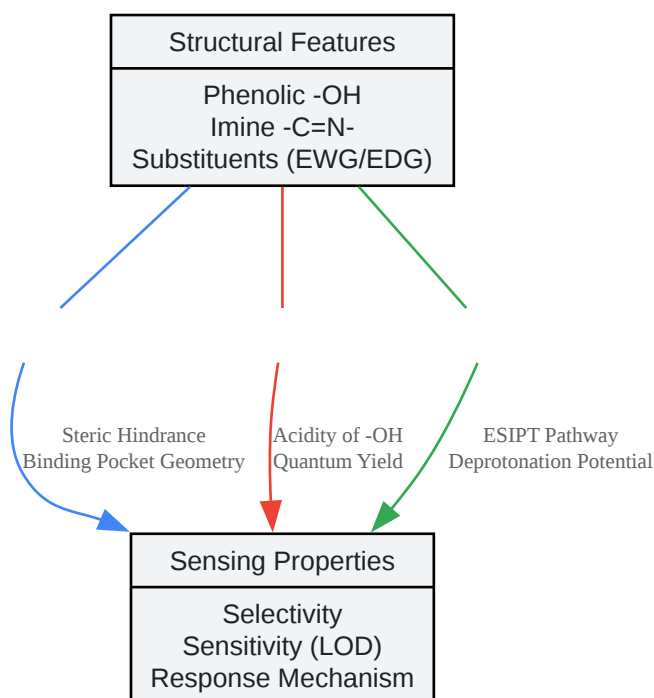 Structural Features
Phenolic -OH
Imine -C=N-
Substituents (EWG/EDG)
Steric Hindrance
Binding Pocket Geometry
Acidity of -OH
Quantum Yield
ESIPT Pathway
Deprotonation Potential
Sensing Properties
Selectivity
Sensitivity (LOD)
Response Mechanism